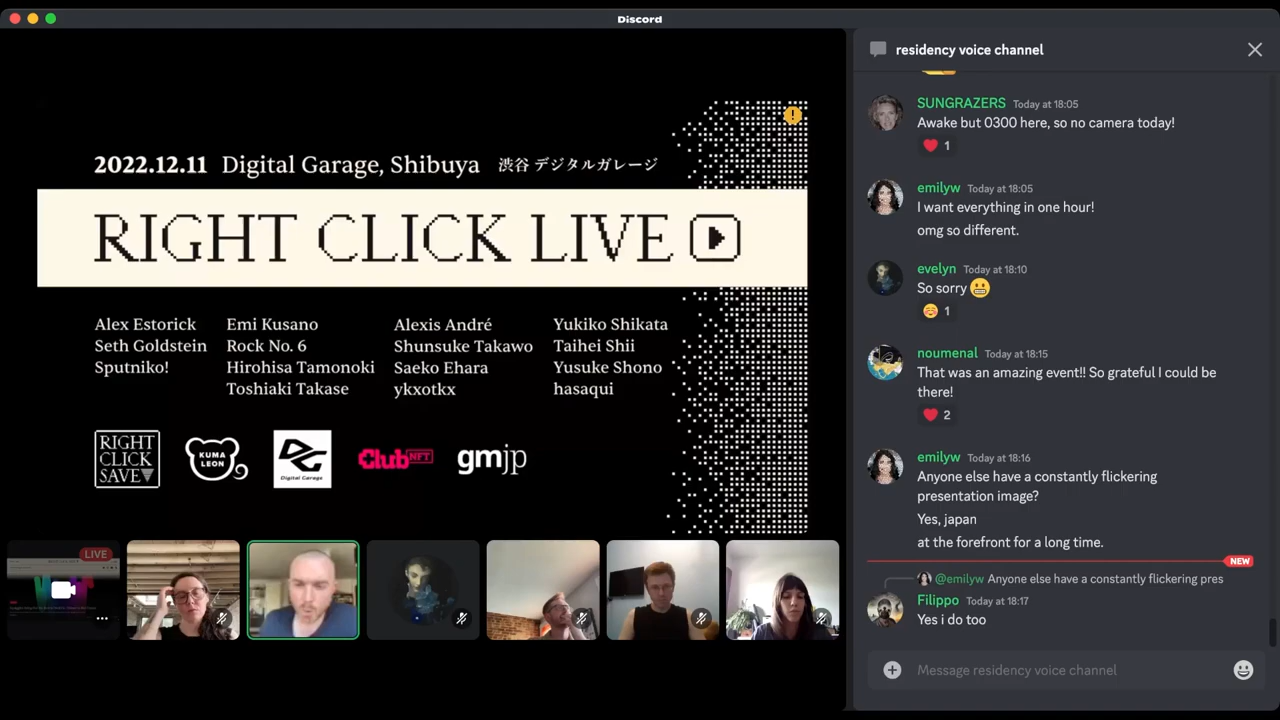 Discord
2022.12.11 Digital Garage, Shibuya 渋谷 デジタルガレージ
RIGHT CLICK LIVE
Alex Estorick
Seth Goldstein
Sputniko!
Emi Kusano
Rock No. 6
Hirohisa Tamonoki
Toshiaki Takase
Alexis André
Shunsuke Takawo
Saeko Ehara
ykxotkx
Yukiko Shikata
Taihei Shii
Yusuke Shono
hasaqui
RIGHT
CLICK
SAVE
KUMA
LEON
DG
Digital Garage
Club NFT
gmjp
LIVE
residency voice channel
SUNGRAZERS Today at 18:05
Awake but 0300 here, so no camera today!
1
emilyw Today at 18:05
I want everything in one hour!
omg so different.
evelyn Today at 18:10
So sorry 😬
1
noumenal Today at 18:15
That was an amazing event!! So grateful I could be
there!
2
emilyw Today at 18:16
Anyone else have a constantly flickering
presentation image?
Yes, japan
at the forefront for a long time.
NEW
@emilyw Anyone else have a constantly flickering pres
Filippo Today at 18:17
Yes i do too
Message residency voice channel